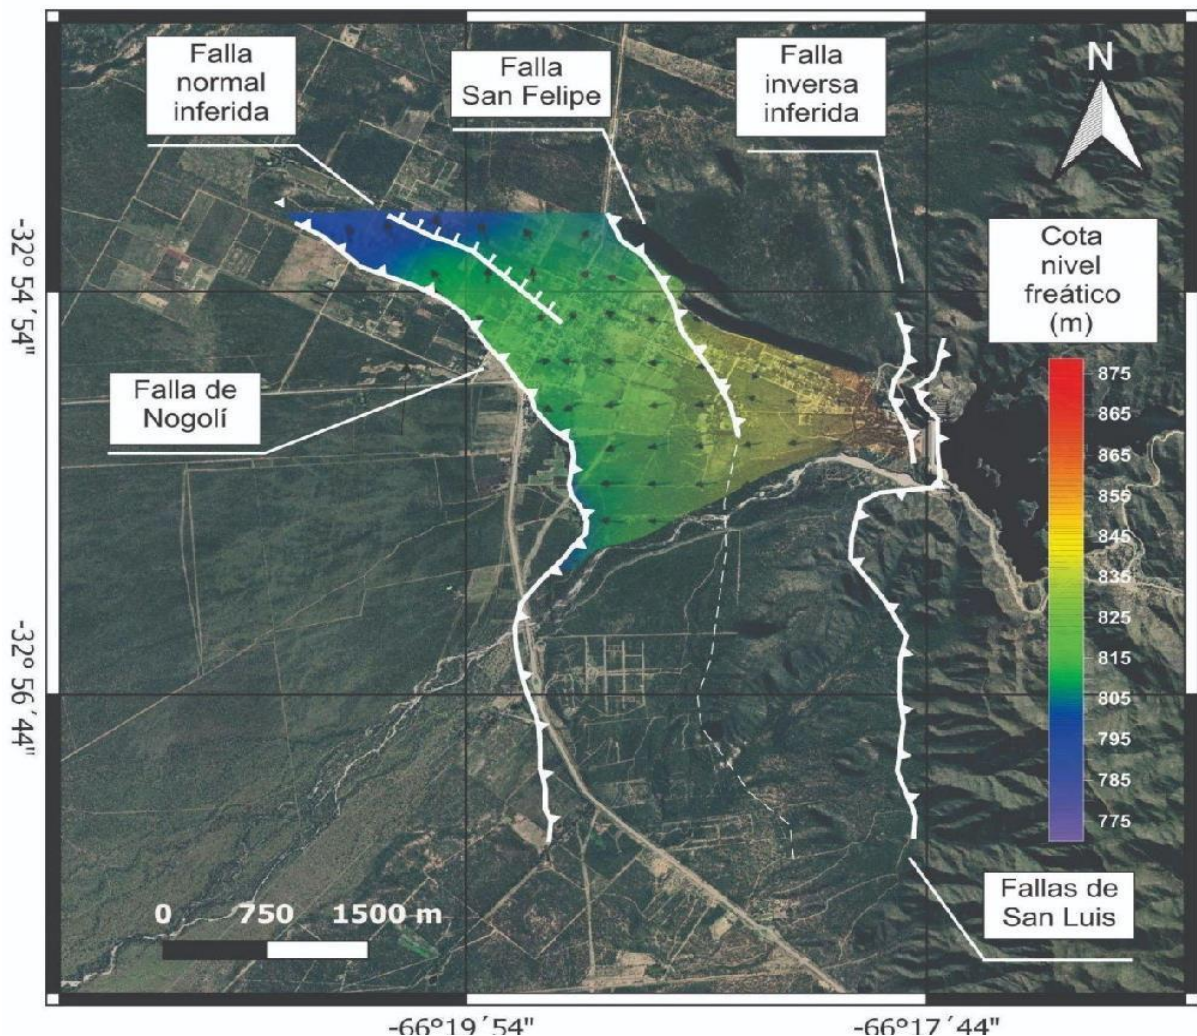 Falla
normal
inferida
Falla
San Felipe
Falla
inversa
inferida
N
-32° 54´54"
Cota
nivel
freático
(m)
875
865
865
855
845
835
825
815
805
795
785
775
Falla de
Nogolí
-32° 56´44"
0 750 1500 m
Fallas de
San Luis
-66°19´54"
-66°17´44"